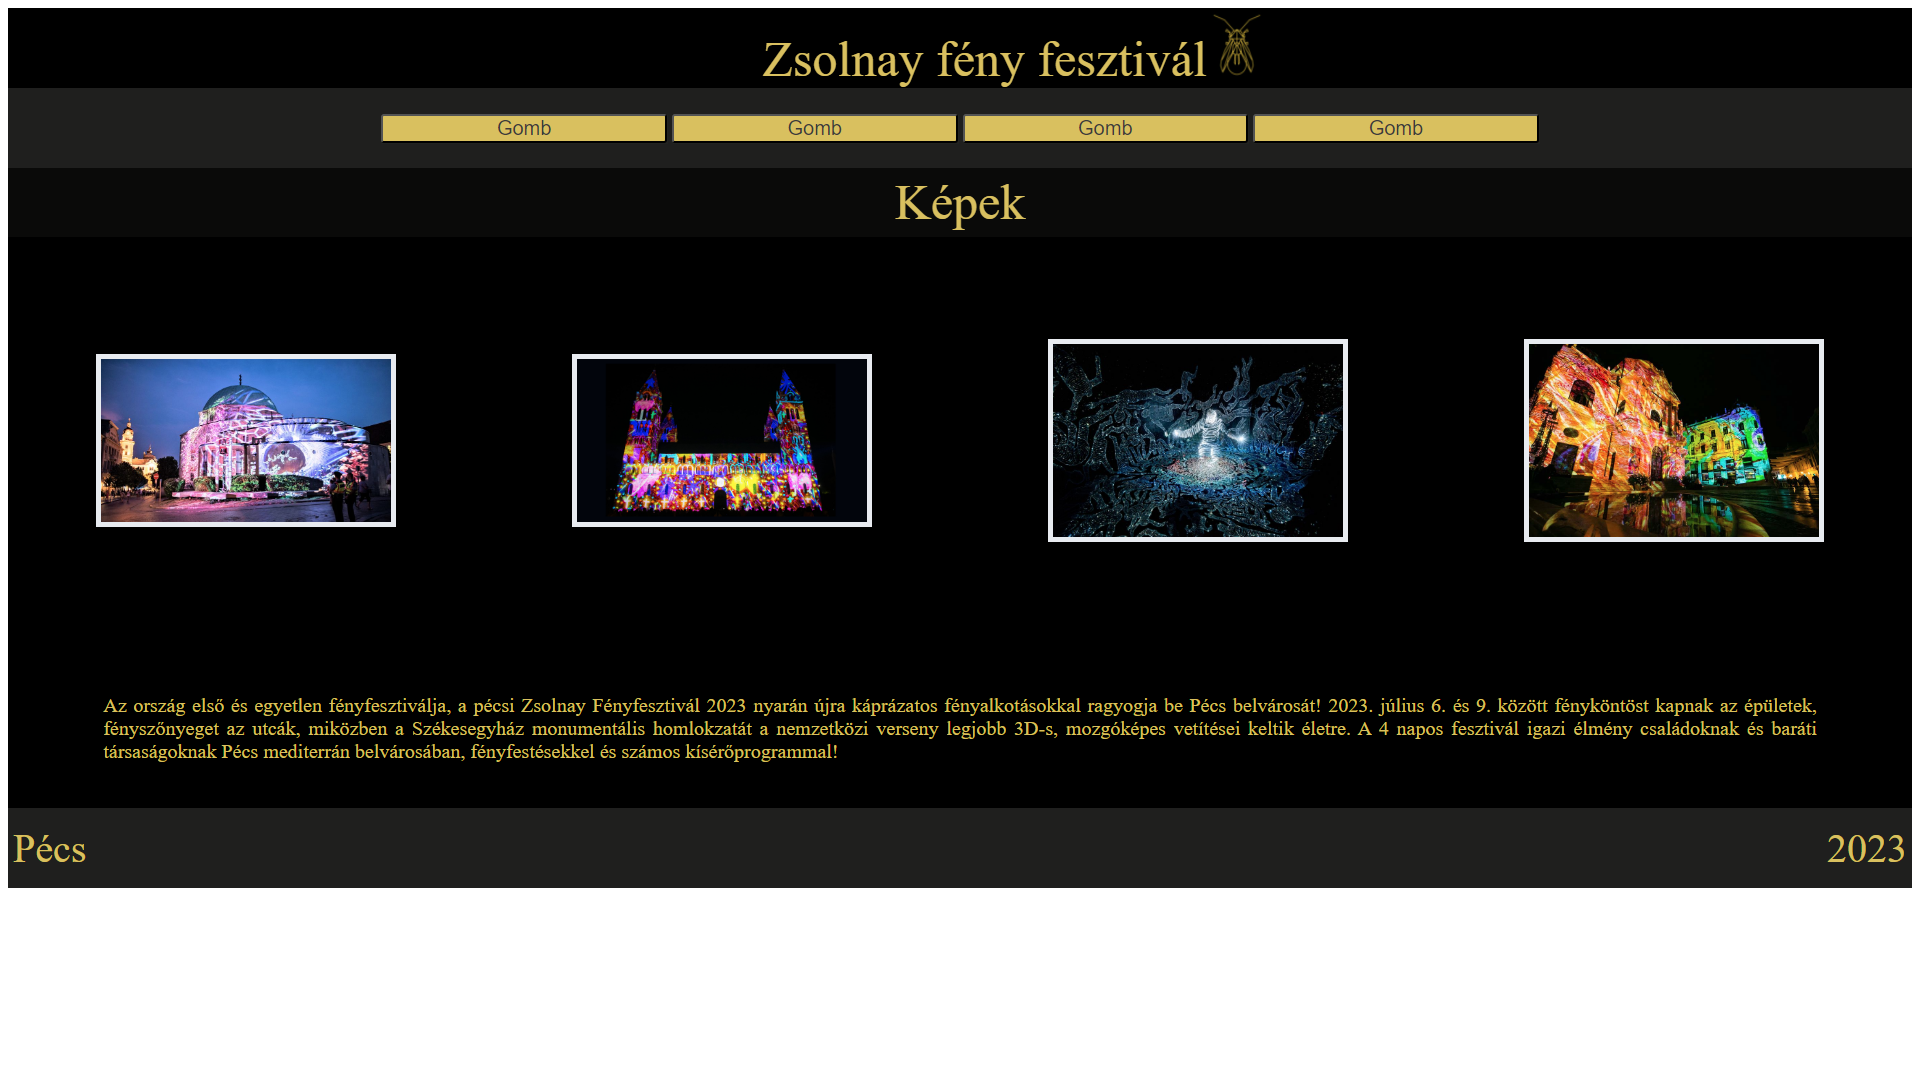 Zsolnay fény fesztivál
Gomb Gomb Gomb Gomb
Képek
Az ország első és egyetlen fényfesztiválja, a pécsi Zsolnay Fényfesztivál 2023 nyarán újra káprázatos fényalkotásokkal ragyogja be Pécs belvárosát! 2023. július 6. és 9. között fényköntöst kapnak az épületek,
fényszőnyeget az utcák, miközben a Székesegyház monumentális homlokzatát a nemzetközi verseny legjobb 3D-s, mozgóképes vetítései keltik életre. A 4 napos fesztivál igazi élmény családoknak és baráti
társaságoknak Pécs mediterrán belvárosában, fényfestésekkel és számos kísérőprogrammal!
Pécs 2023